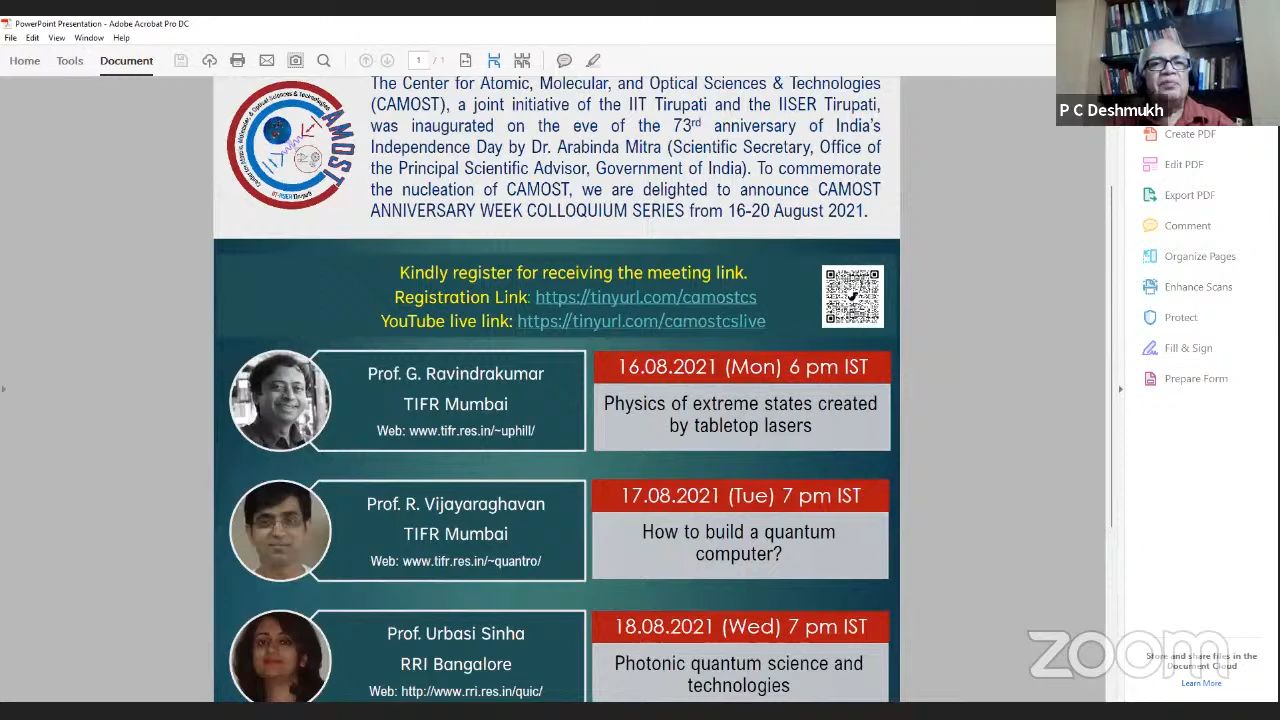 PowerPoint Presentation - Adobe Acrobat Pro DC
File Edit View Window Help
Home Tools Document 1 / 1
P C Deshmukh
The Center for Atomic, Molecular, and Optical Sciences & Technologies
(CAMOST), a joint initiative of the IIT Tirupati and the IISER Tirupati,
was inaugurated on the eve of the 73rd anniversary of India's
Independence Day by Dr. Arabinda Mitra (Scientific Secretary, Office of
the Principal Scientific Advisor, Government of India). To commemorate
the nucleation of CAMOST, we are delighted to announce CAMOST
ANNIVERSARY WEEK COLLOQUIUM SERIES from 16-20 August 2021.
Kindly register for receiving the meeting link.
Registration Link: https://tinyurl.com/camostcs
YouTube live link: https://tinyurl.com/camostcslive
Prof. G. Ravindrakumar
TIFR Mumbai
Web: www.tifr.res.in/~uphill/
16.08.2021 (Mon) 6 pm IST
Physics of extreme states created
by tabletop lasers
Prof. R. Vijayaraghavan
TIFR Mumbai
Web: www.tifr.res.in/~quantro/
17.08.2021 (Tue) 7 pm IST
How to build a quantum
computer?
Prof. Urbasi Sinha
RRI Bangalore
Web: http://www.rri.res.in/quic/
18.08.2021 (Wed) 7 pm IST
Photonic quantum science and
technologies
Create PDF
Edit PDF
Export PDF
Comment
Organize Pages
Enhance Scans
Protect
Fill & Sign
Prepare Form
Store and share files in the
Document Cloud
Learn More
zoom